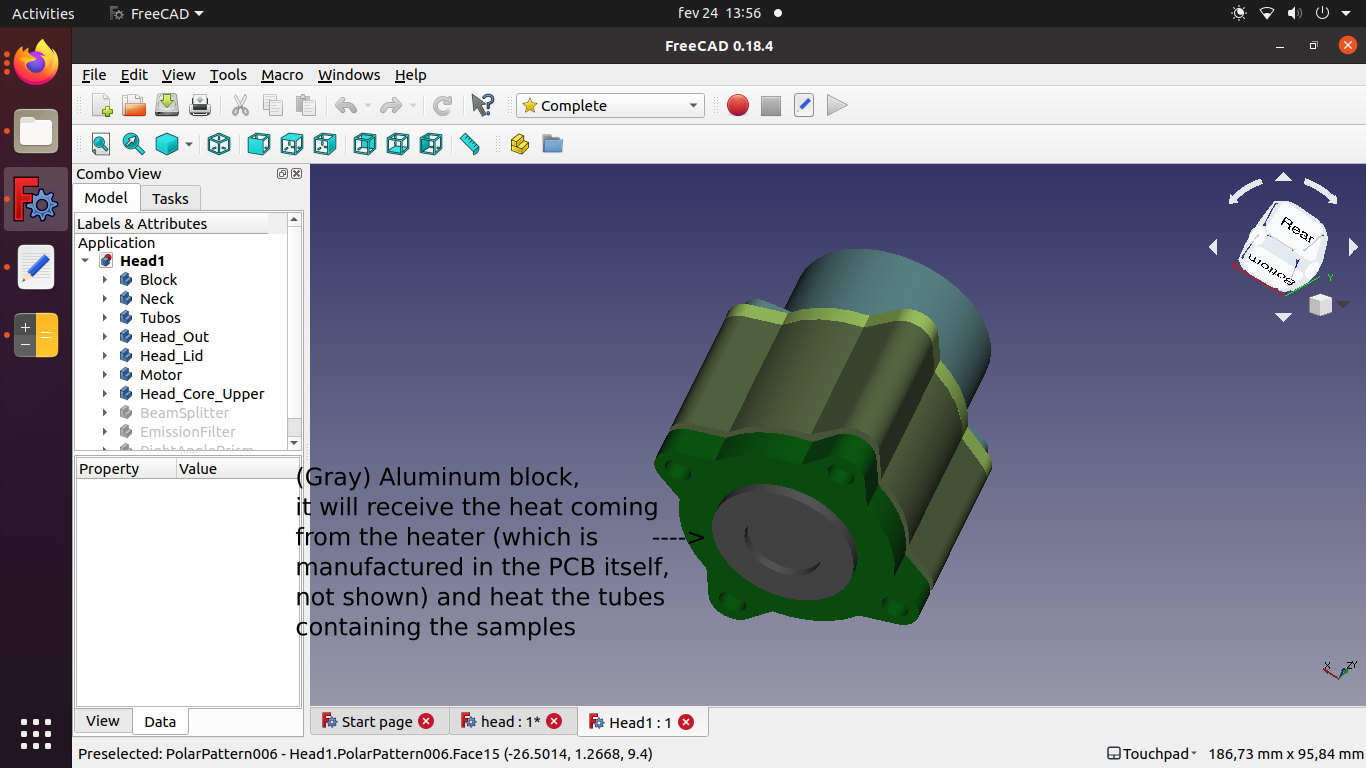 Activities
FreeCAD
fev 24 13:56
FreeCAD 0.18.4
File Edit View Tools Macro Windows Help
Complete
Combo View
Model Tasks
Labels & Attributes
Application
Head1
Block
Neck
Tubos
Head_Out
Head_Lid
Motor
Head_Core_Upper
BeamSplitter
EmissionFilter
RightAnglePrism
Property Value
(Gray) Aluminum block,
it will receive the heat coming
from the heater (which is ---->
manufactured in the PCB itself,
not shown) and heat the tubes
containing the samples
Rear
Bottom
Y
X
Z Y
View Data
Start page
head : 1*
Head1 : 1
Preselected: PolarPattern006 - Head1.PolarPattern006.Face15 (-26.5014, 1.2668, 9.4)
Touchpad
186,73 mm x 95,84 mm